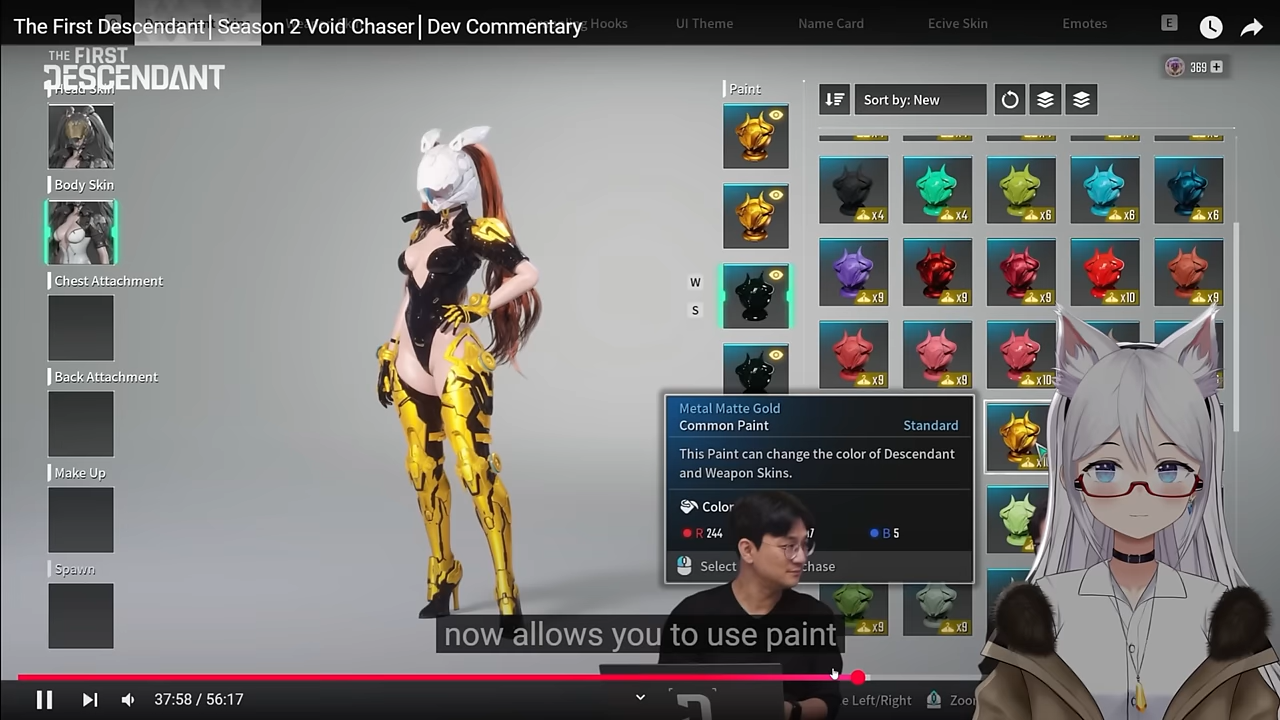 The First Descendant│Season 2 Void Chaser│Dev Commentary
Hooks
UI Theme
Name Card
Ecive Skin
Emotes
E
THE FIRST
DESCENDANT
369
Head Skin
Body Skin
Chest Attachment
Back Attachment
Make Up
Spawn
Paint
W
S
Sort by: New
x4
x4
x6
x6
x6
x9
x9
x9
x10
x9
x9
x9
x10
Metal Matte Gold
Common Paint
Standard
This Paint can change the color of Descendant
and Weapon Skins.
Color
R 244
B 5
Select
x9
x9
now allows you to use paint
37:58 / 56:17
Left/Right